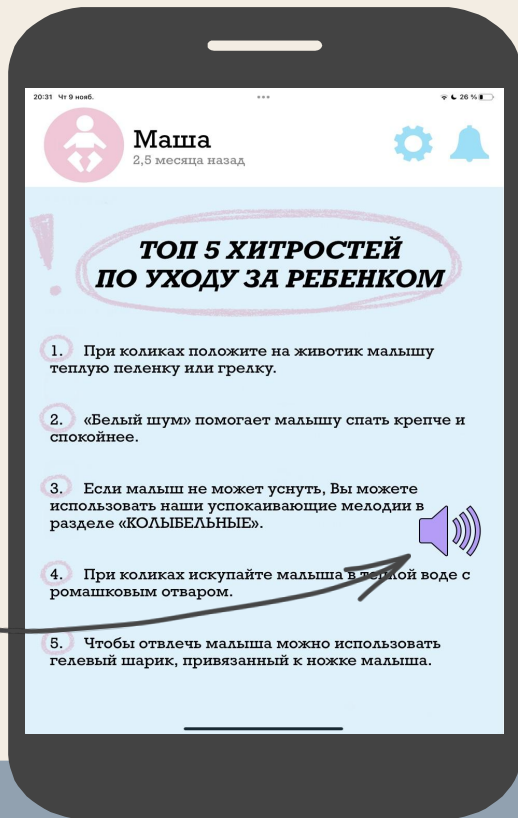 20:31 Чт 9 нояб.
26 %
Маша
2,5 месяца назад
ТОП 5 ХИТРОСТЕЙ
ПО УХОДУ ЗА РЕБЕНКОМ
1. При коликах положите на животик малышу
теплую пеленку или грелку.
2. «Белый шум» помогает малышу спать крепче и
спокойнее.
3. Если малыш не может уснуть, Вы можете
использовать наши успокаивающие мелодии в
разделе «КОЛЫБЕЛЬНЫЕ».
4. При коликах искупайте малыша в теплой воде с
ромашковым отваром.
5. Чтобы отвлечь малыша можно использовать
гелевый шарик, привязанный к ножке малыша.